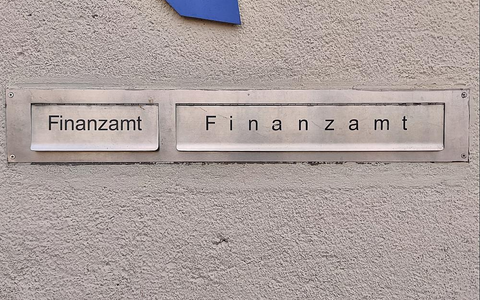 Finanzamt F i n a n z a m t